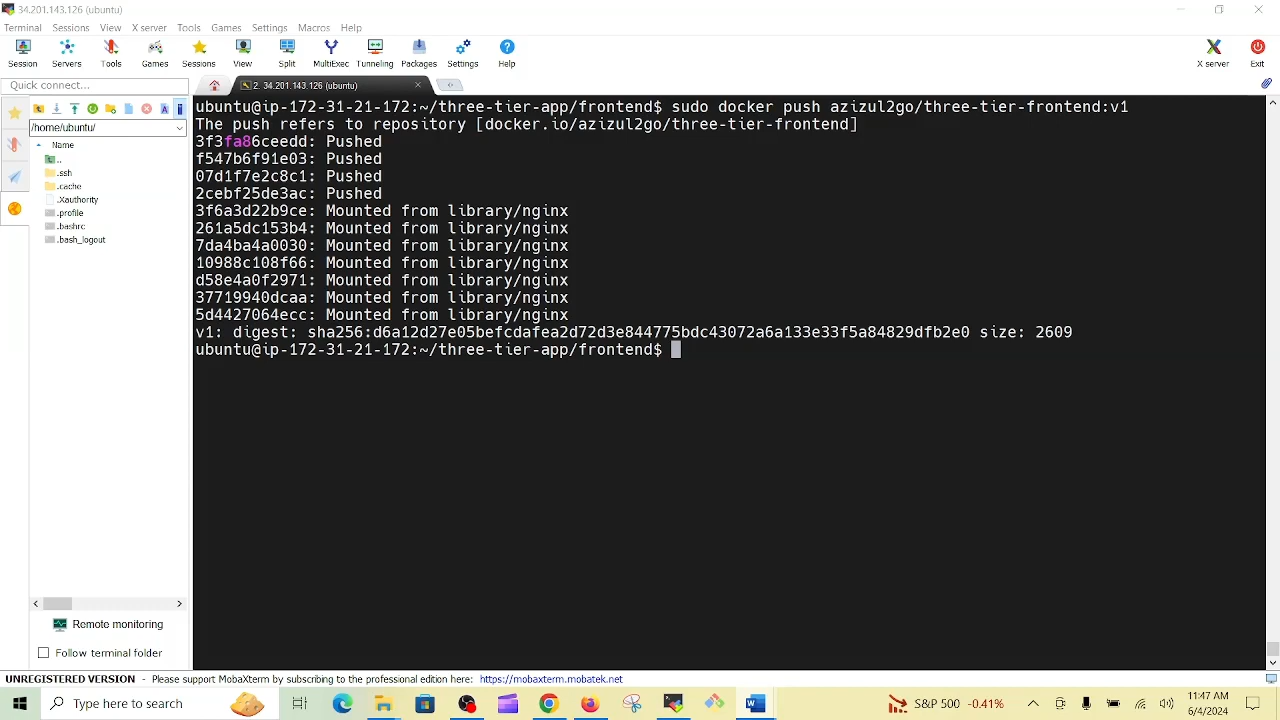 34.201.143.126 (ubuntu)
Terminal Sessions View X server Tools Games Settings Macros Help
Session Servers Tools Games Sessions View Split MultiExec Tunneling Packages Settings Help X server Exit
Quick connect...
2. 34.201.143.126 (ubuntu)
/home/ubuntu/
Name
..
.ssh
.cache
.Xauthority
.profile
.bashrc
.bash_logout
Remote monitoring
Follow terminal folder
ubuntu@ip-172-31-21-172:~/three-tier-app/frontend$ sudo docker push azizul2go/three-tier-frontend:v1
The push refers to repository [docker.io/azizul2go/three-tier-frontend]
3f3fa86ceedd: Pushed
f547b6f91e03: Pushed
07d1f7e2c8c1: Pushed
2cebf25de3ac: Pushed
3f6a3d22b9ce: Mounted from library/nginx
261a5dc153b4: Mounted from library/nginx
7da4ba4a0030: Mounted from library/nginx
10988c108f66: Mounted from library/nginx
d58e4a0f2971: Mounted from library/nginx
37719940dcaa: Mounted from library/nginx
5d4427064ecc: Mounted from library/nginx
v1: digest: sha256:d6a12d27e05befcdafea2d72d3e844775bdc43072a6a133e33f5a84829dfb2e0 size: 2609
ubuntu@ip-172-31-21-172:~/three-tier-app/frontend$
UNREGISTERED VERSION - Please support MobaXterm by subscribing to the professional edition here: https://mobaxterm.mobatek.net
Type here to search
S&P 500 -0.41%
11:47 AM
6/4/2024